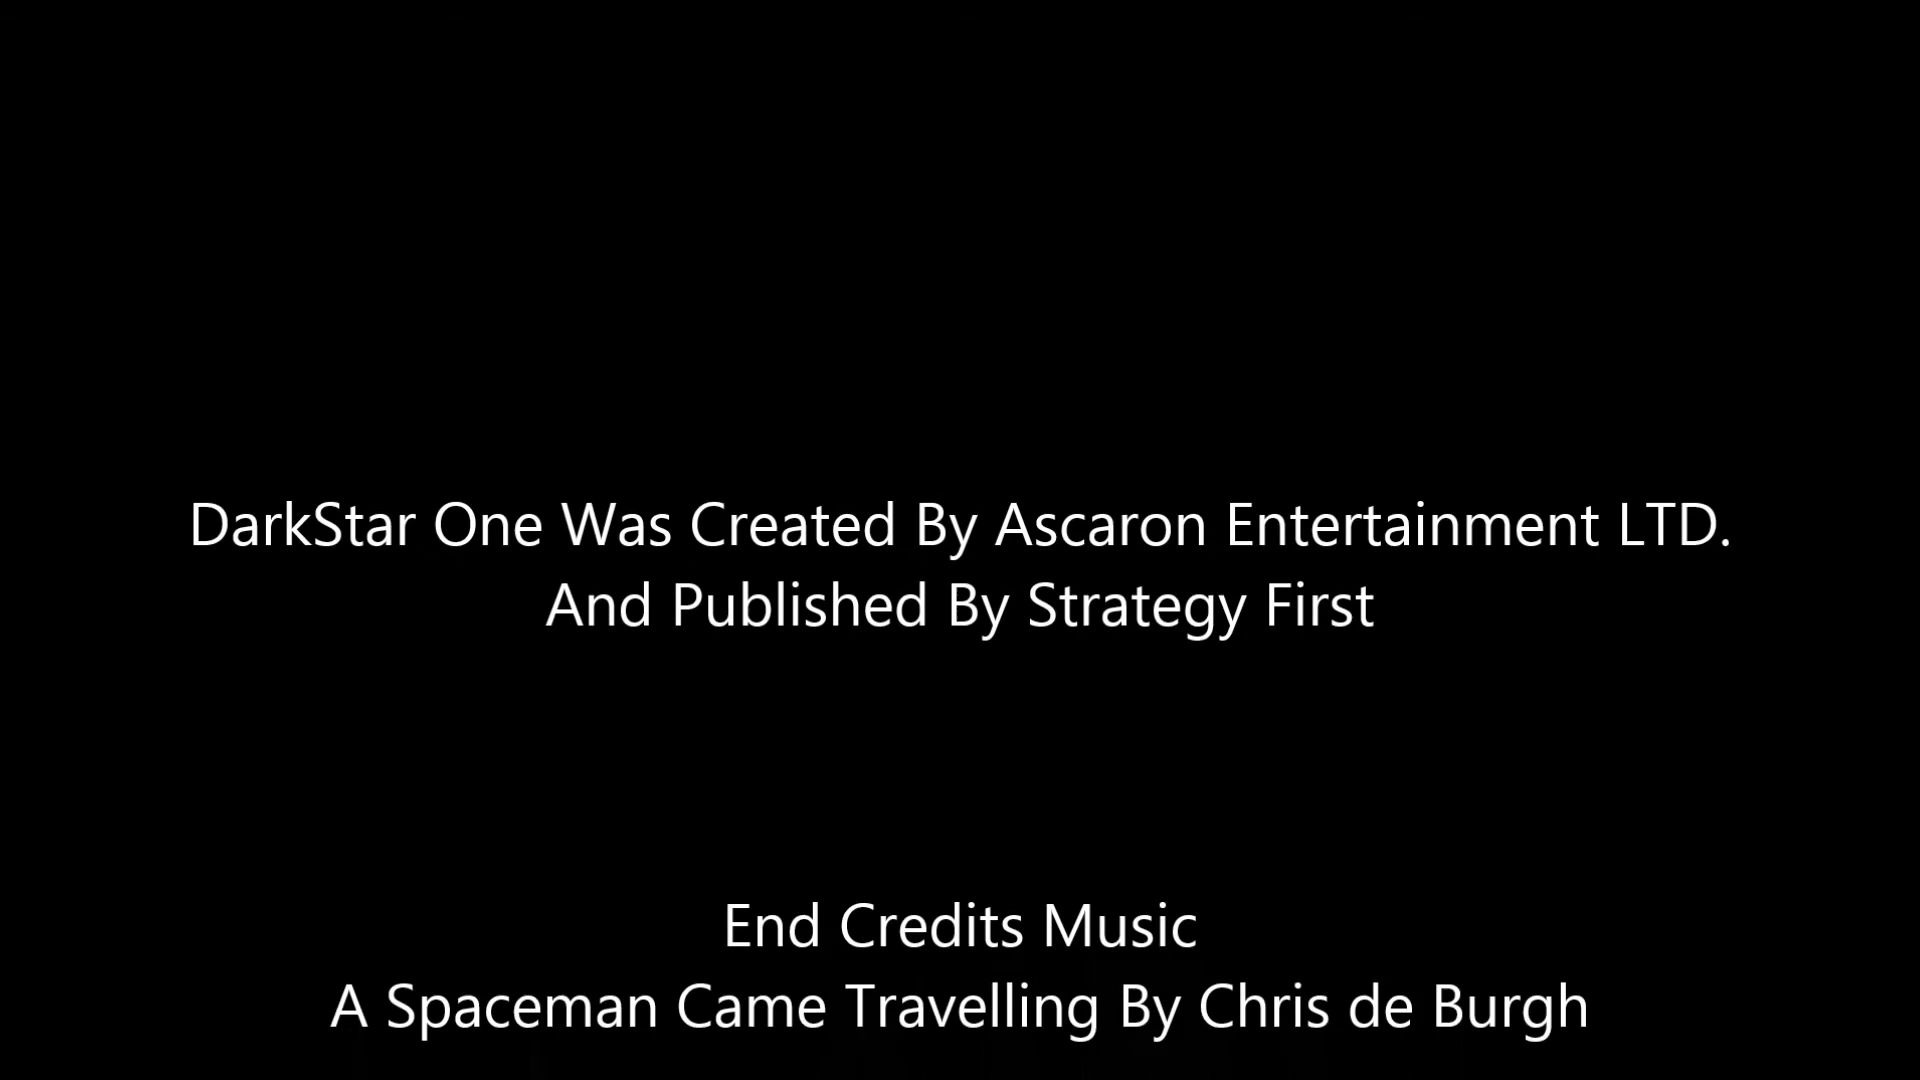 DarkStar One Was Created By Ascaron Entertainment LTD.
And Published By Strategy First
End Credits Music
A Spaceman Came Travelling By Chris de Burgh